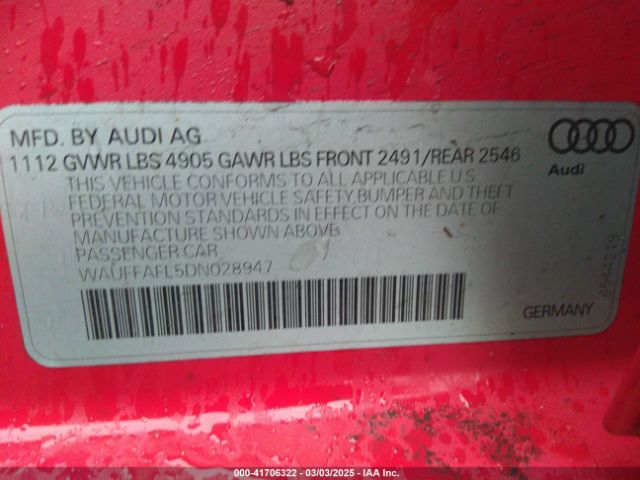 MFD. BY AUDI AG
1112 GVWR LBS 4905 GAWR LBS FRONT 2491/REAR 2546
THIS VEHICLE CONFORMS TO ALL APPLICABLE U S
FEDERAL MOTOR VEHICLE SAFETY BUMPER AND THEFT
PREVENTION STANDARDS IN EFFECT ON THE DATE OF
MANUFACTURE SHOWN ABOVE
PASSENGER CAR
WAUFFAFL5DN028947
Audi
4544219
GERMANY
000-41706322 — 03/03/2025 — IAA Inc.